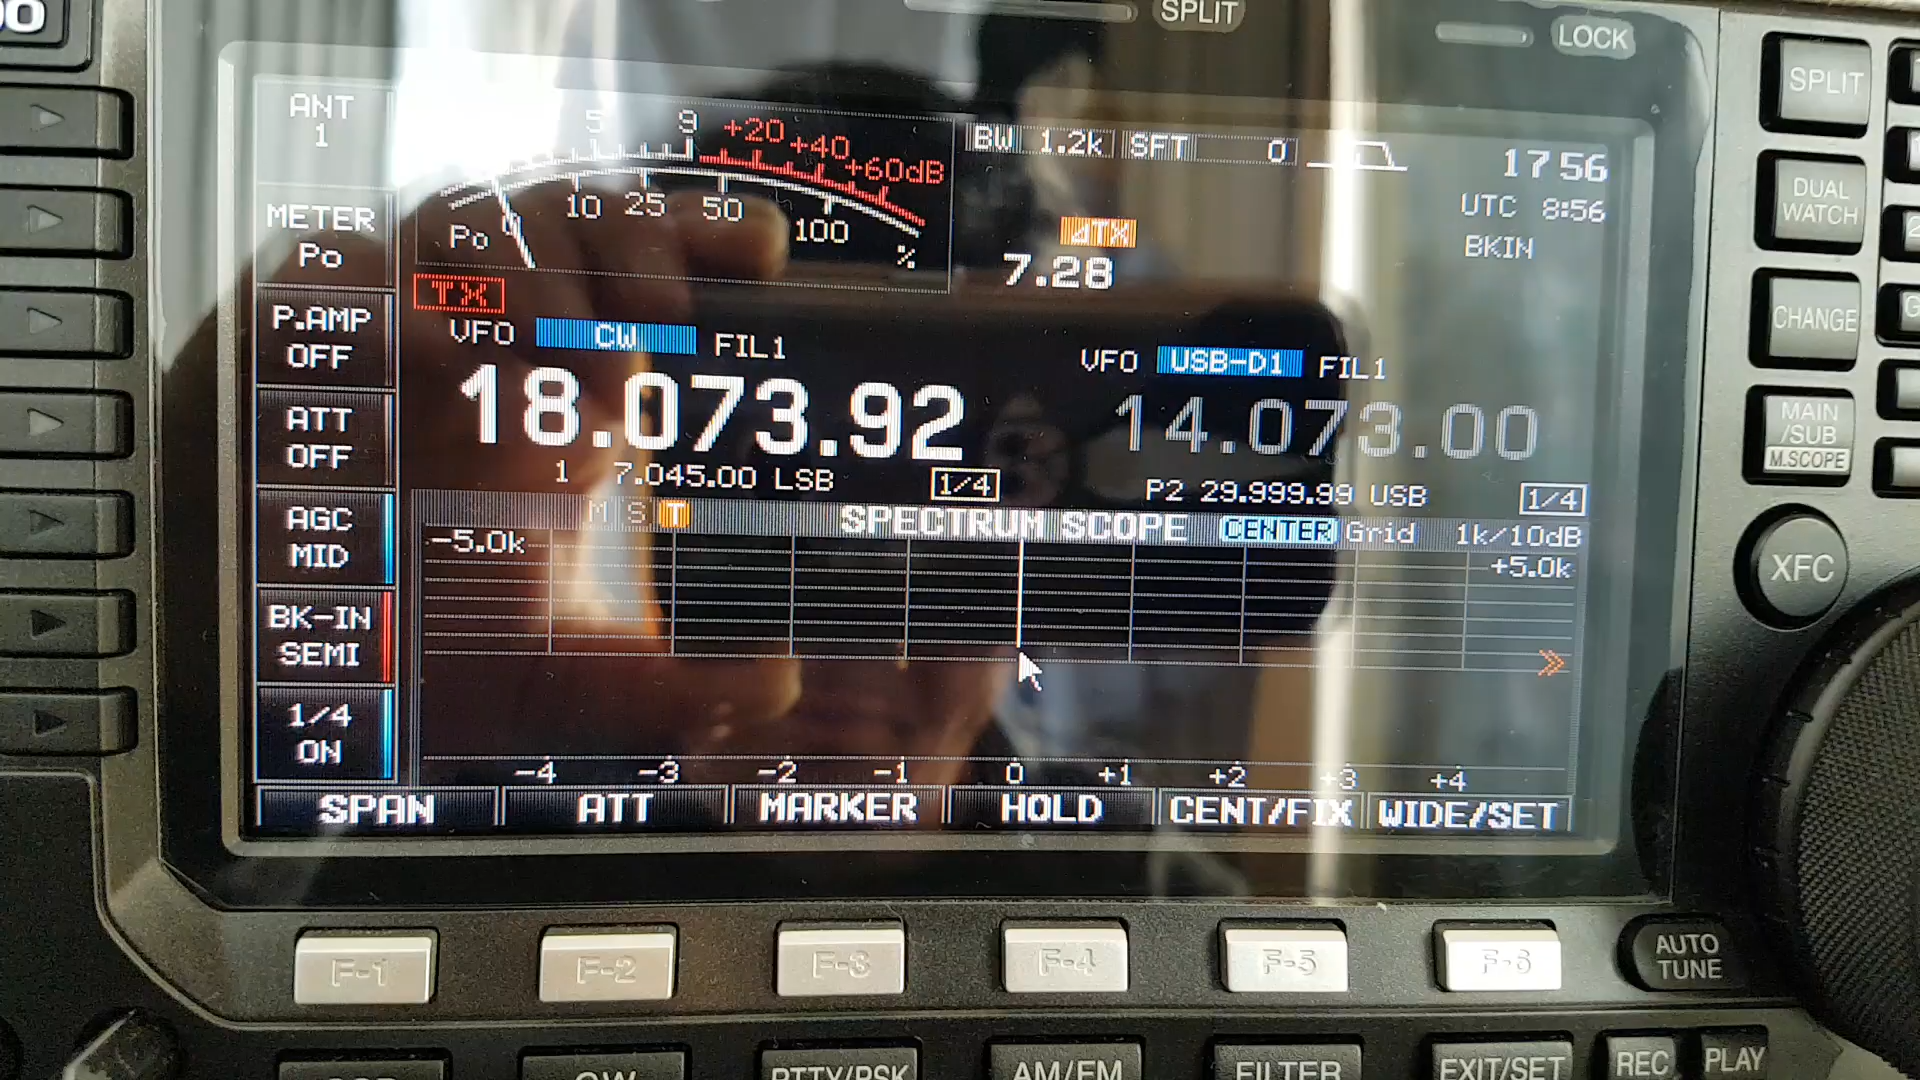 SPLIT
LOCK
ANT
1
METER
Po
P.AMP
OFF
ATT
OFF
AGC
MID
BK-IN
SEMI
1/4
ON
5 9 +20 +40 +60dB
10 25 50 100 %
Po
BW 1.2k SFT 0
17 56
UTC 8:56
BKIN
⊿TX
7.28
TX
VFO CW FIL1
18.073.92
1 7.045.00 LSB 1/4
VFO USB-D1 FIL1
14.073.00
P2 29.999.99 USB 1/4
M S T SPECTRUM SCOPE CENTER Grid 1k/10dB
-5.0k +5.0k
-4 -3 -2 -1 0 +1 +2 +3 +4
SPAN ATT MARKER HOLD CENT/FIX WIDE/SET
SPLIT
DUAL
WATCH
CHANGE
MAIN
/SUB
M.SCOPE
XFC
F-1 F-2 F-3 F-4 F-5 F-6
AUTO
TUNE
RTTY/PSK AM/FM FILTER EXIT/SET REC PLAY